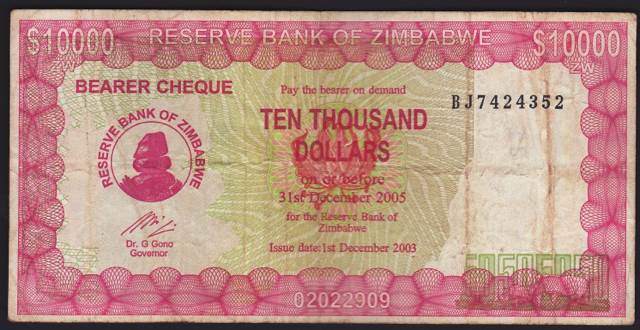 $10000 RESERVE BANK OF ZIMBABWE $10000
ZW ZW
BEARER CHEQUE
Pay the bearer on demand
BJ7424352
TEN THOUSAND
DOLLARS
on or before
31st December 2005
for the Reserve Bank of
Zimbabwe
Issue date:1st December 2003
RESERVE BANK OF ZIMBABWE
Dr. G Gono
Governor
02022909